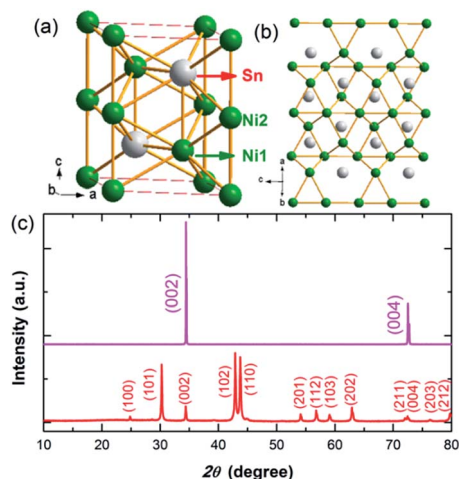 (a)
(b)
Sn
Ni2
Ni1
c
b
a
a
c
b
(c)
Intensity (a.u.)
(002)
(004)
(100)
(101)
(002)
(102)
(110)
(201)
(112)
(103)
(202)
(211)
(004)
(203)
(212)
10 20 30 40 50 60 70 80
2θ (degree)